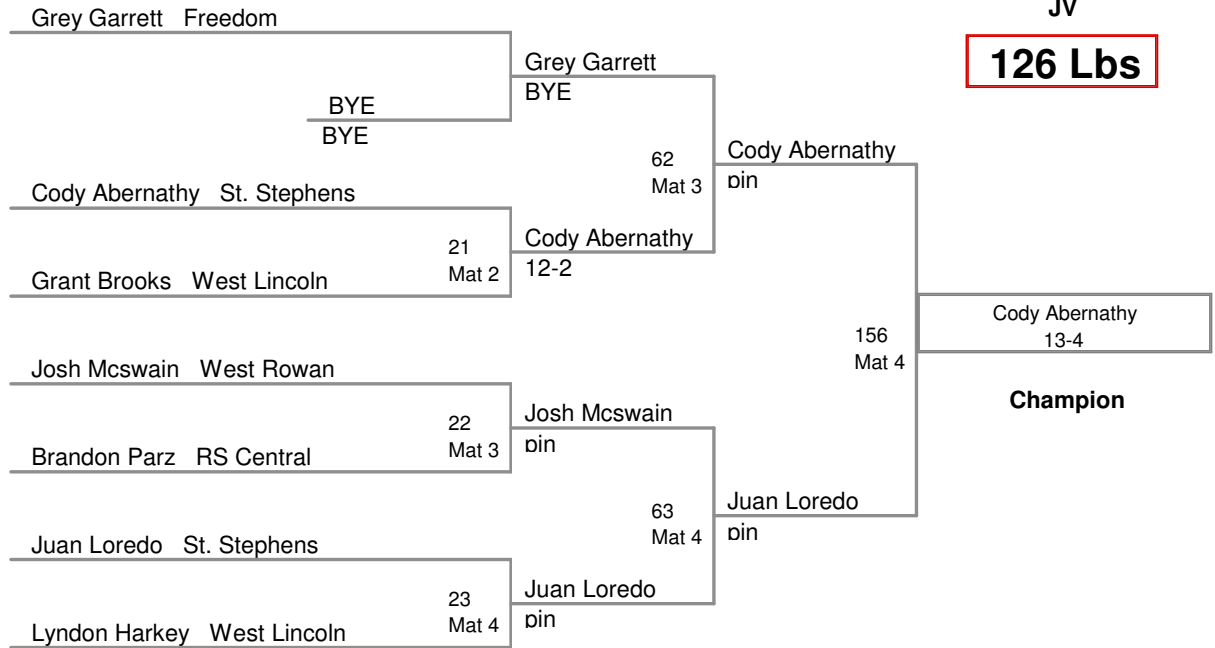 JV
126 Lbs
Grey Garrett Freedom
Grey Garrett
BYE
BYE
BYE
62
Mat 3
Cody Abernathy
pin
Cody Abernathy St. Stephens
21
Mat 2
Cody Abernathy
12-2
Grant Brooks West Lincoln
156
Mat 4
Cody Abernathy
13-4
Champion
Josh Mcswain West Rowan
22
Mat 3
Josh Mcswain
pin
Brandon Parz RS Central
63
Mat 4
Juan Loredo
pin
Juan Loredo St. Stephens
23
Mat 4
Juan Loredo
pin
Lyndon Harkey West Lincoln